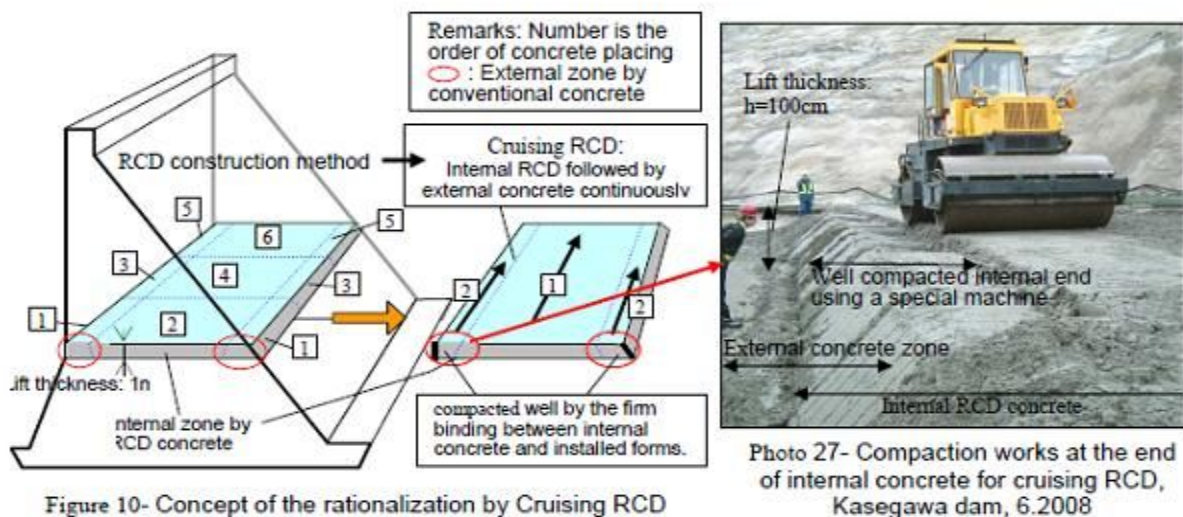 Remarks: Number is the
order of concrete placing
: External zone by
conventional concrete
RCD construction method
Cruising RCD:
Internal RCD followed by
external concrete continuously
5
6
5
3
4
3
1
2
1
2
1
2
Lift thickness: 1n
nternal zone by
RCD concrete
compacted well by the firm
binding between internal
concrete and installed forms.
Figure 10- Concept of the rationalization by Cruising RCD
Lift thickness:
h=100cm
Well compacted internal end
using a special machine
External concrete zone
Internal RCD concrete
Photo 27- Compaction works at the end
of internal concrete for cruising RCD,
Kasegawa dam, 6.2008